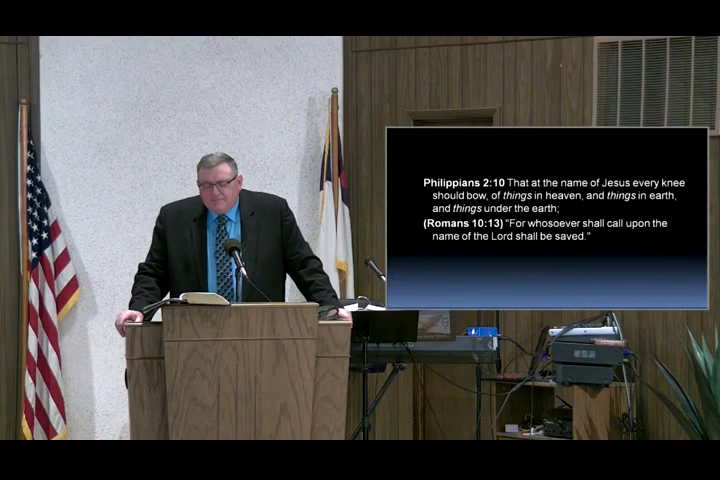 Philippians 2:10 That at the name of Jesus every knee
should bow, of things in heaven, and things in earth,
and things under the earth;
(Romans 10:13) "For whosoever shall call upon the
name of the Lord shall be saved."